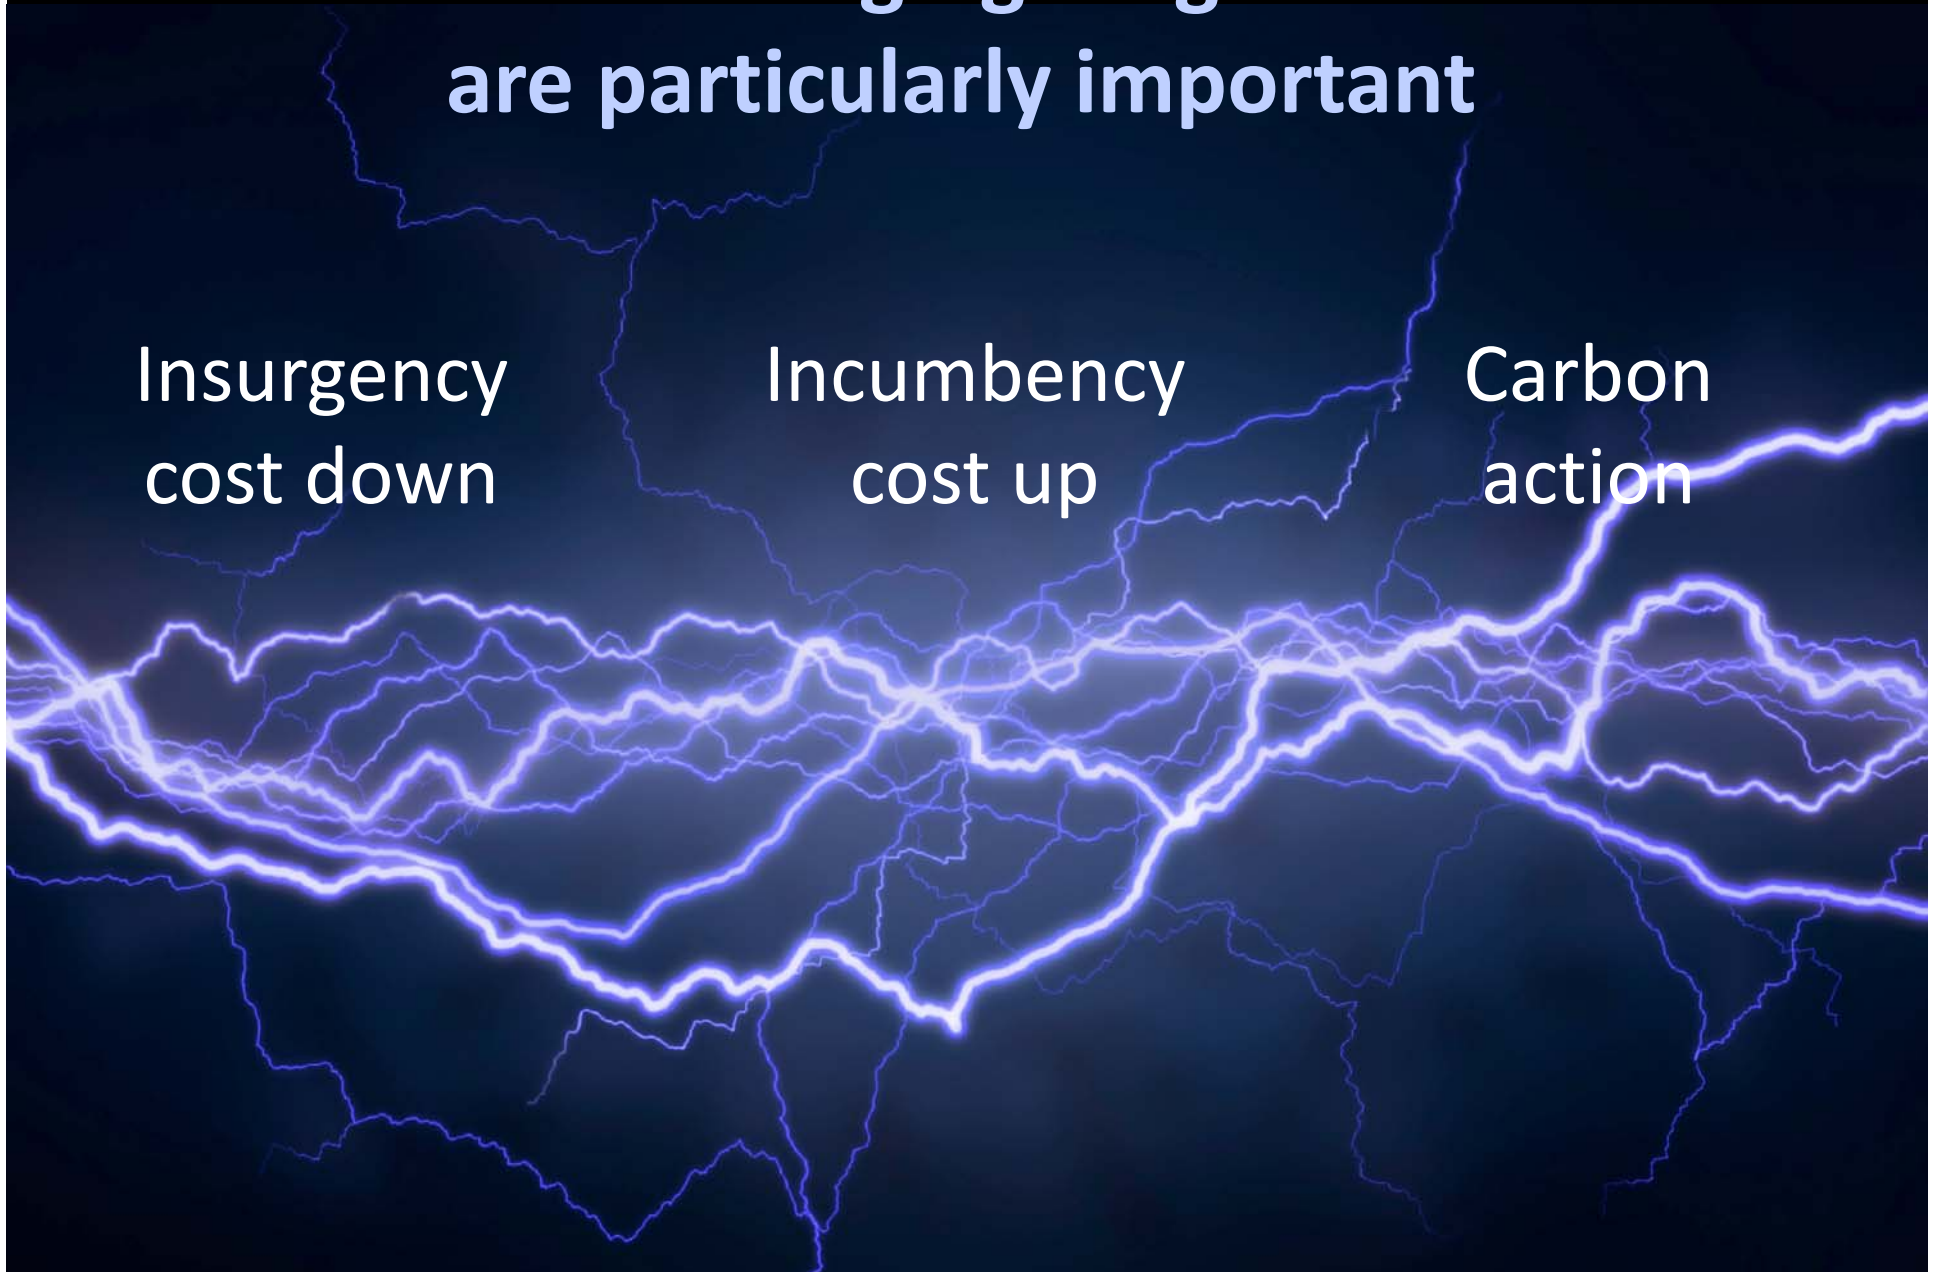 are particularly important
Insurgency
cost down
Incumbency
cost up
Carbon
action